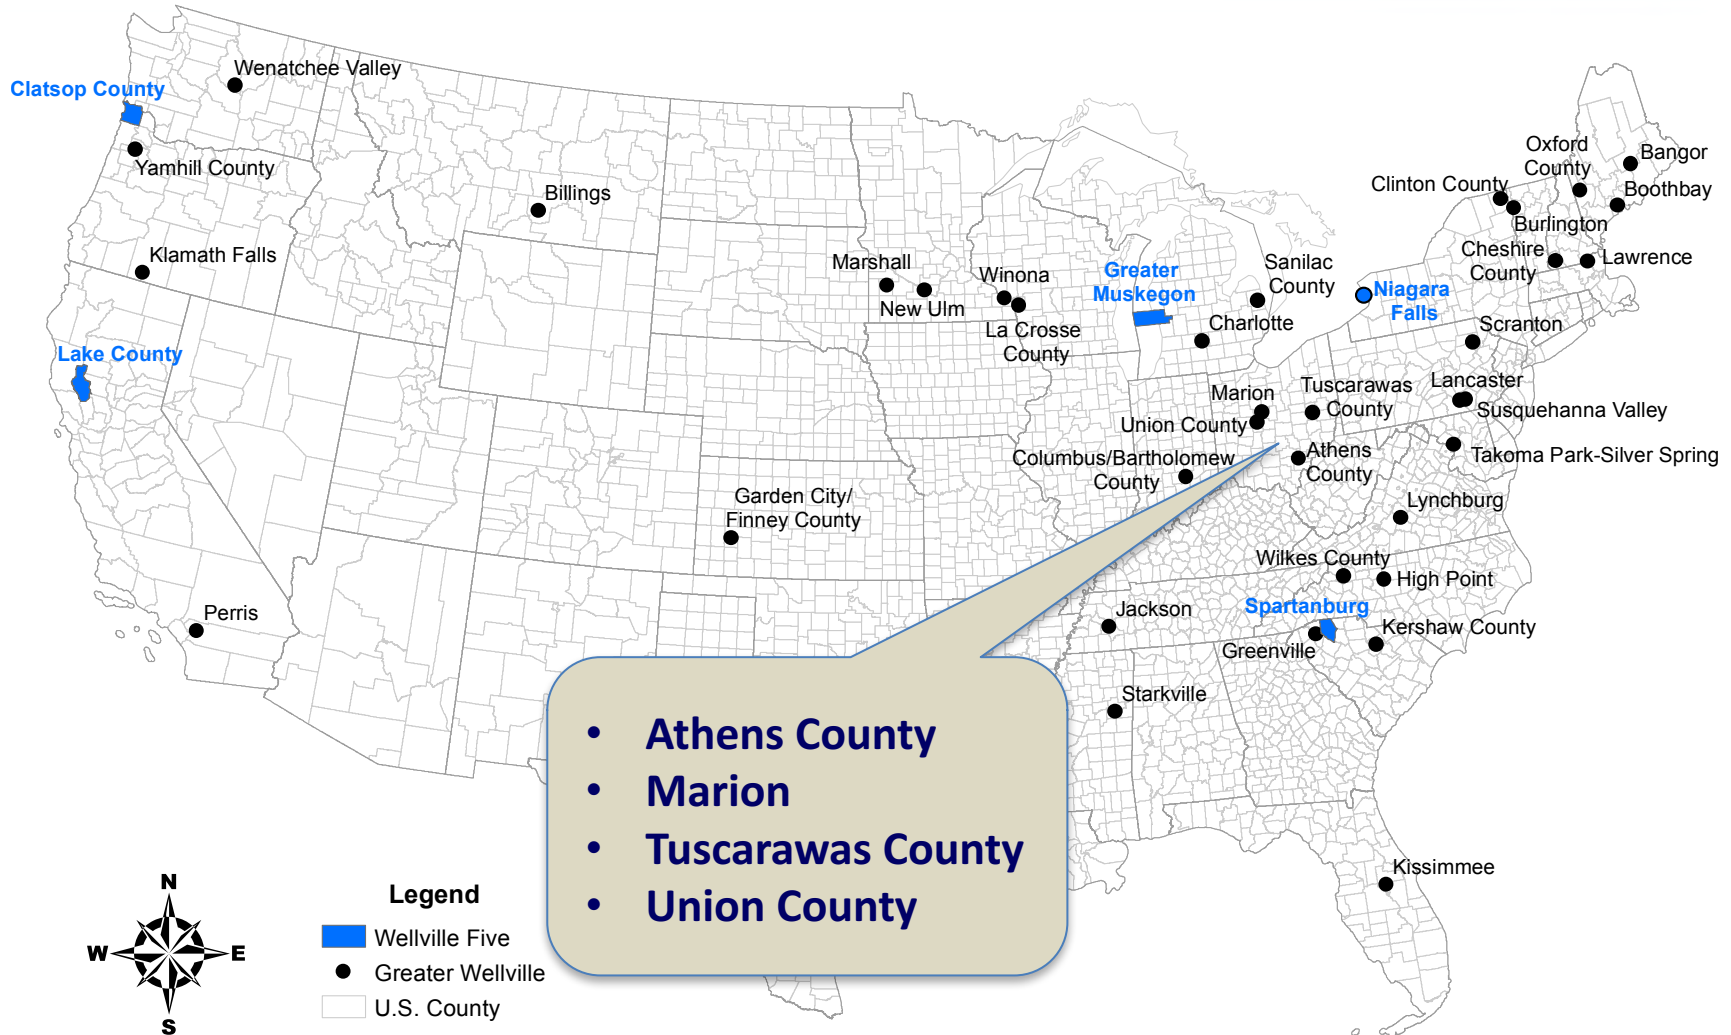 Wenatchee Valley
Clatsop County
Yamhill County
Billings
Klamath Falls
Lake County
Perris
Marshall
New Ulm
Winona
La Crosse
County
Greater
Muskegon
Sanilac
County
Charlotte
Niagara
Falls
Oxford
County
Bangor
Clinton County
Boothbay
Burlington
Cheshire
County
Lawrence
Scranton
Lancaster
Susquehanna Valley
Takoma Park-Silver Spring
Marion
Tuscarawas
County
Union County
Columbus/Bartholomew
County
Athens
County
Garden City/
Finney County
Lynchburg
Wilkes County
High Point
Jackson
Spartanburg
Kershaw County
Greenville
Starkville
Kissimmee
• Athens County
• Marion
• Tuscarawas County
• Union County
N
W E
S
Legend
Wellville Five
Greater Wellville
U.S. County